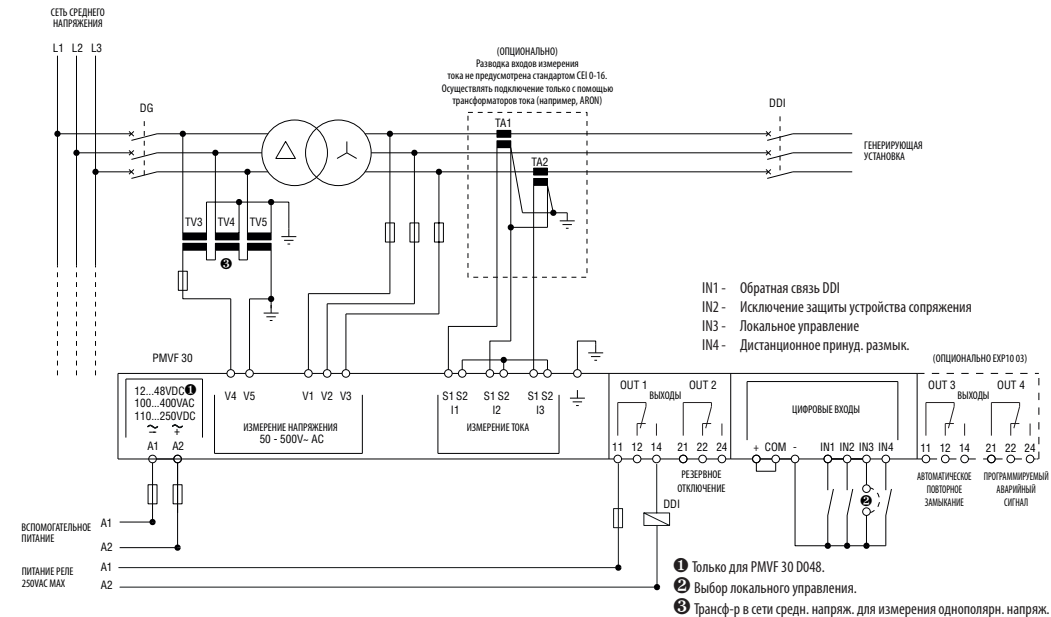 СЕТЬ СРЕДНЕГО
НАПРЯЖЕНИЯ
L1 L2 L3
DG
(ОПЦИОНАЛЬНО)
Разводка входов измерения
тока не предусмотрена стандартом CEI 0-16.
Осуществлять подключение только с помощью
трансформаторов тока (например, ARON)
TA1
TA2
DDI
ГЕНЕРИРУЮЩАЯ
УСТАНОВКА
TV3 TV4 TV5
❸
IN1 - Обратная связь DDI
IN2 - Исключение защиты устройства сопряжения
IN3 - Локальное управление
IN4 - Дистанционное принуд. размык.
PMVF 30
12...48VDC❶
100...400VAC
110...250VDC
~ ~
− +
A1 A2
V4 V5 V1 V2 V3
ИЗМЕРЕНИЕ НАПРЯЖЕНИЯ
50 - 500V~ AC
S1 S2 S1 S2 S1 S2
I1 I2 I3
ИЗМЕРЕНИЕ ТОКА
OUT 1 OUT 2
ВЫХОДЫ
11 12 14 21 22 24
РЕЗЕРВНОЕ
ОТКЛЮЧЕНИЕ
DDI
ЦИФРОВЫЕ ВХОДЫ
+ COM - IN1 IN2 IN3 IN4
❷
(ОПЦИОНАЛЬНО EXP10 03)
OUT 3 OUT 4
ВЫХОДЫ
11 12 14 21 22 24
АВТОМАТИЧЕСКОЕ
ПОВТОРНОЕ
ЗАМЫКАНИЕ
ПРОГРАММИРУЕМЫЙ
АВАРИЙНЫЙ
СИГНАЛ
ВСПОМОГАТЕЛЬНОЕ
ПИТАНИЕ
A1
A2
ПИТАНИЕ РЕЛЕ
250VAC MAX
A1
A2
❶ Только для PMVF 30 D048.
❷ Выбор локального управления.
❸ Трансф-р в сети средн. напряж. для измерения однополярн. напряж.